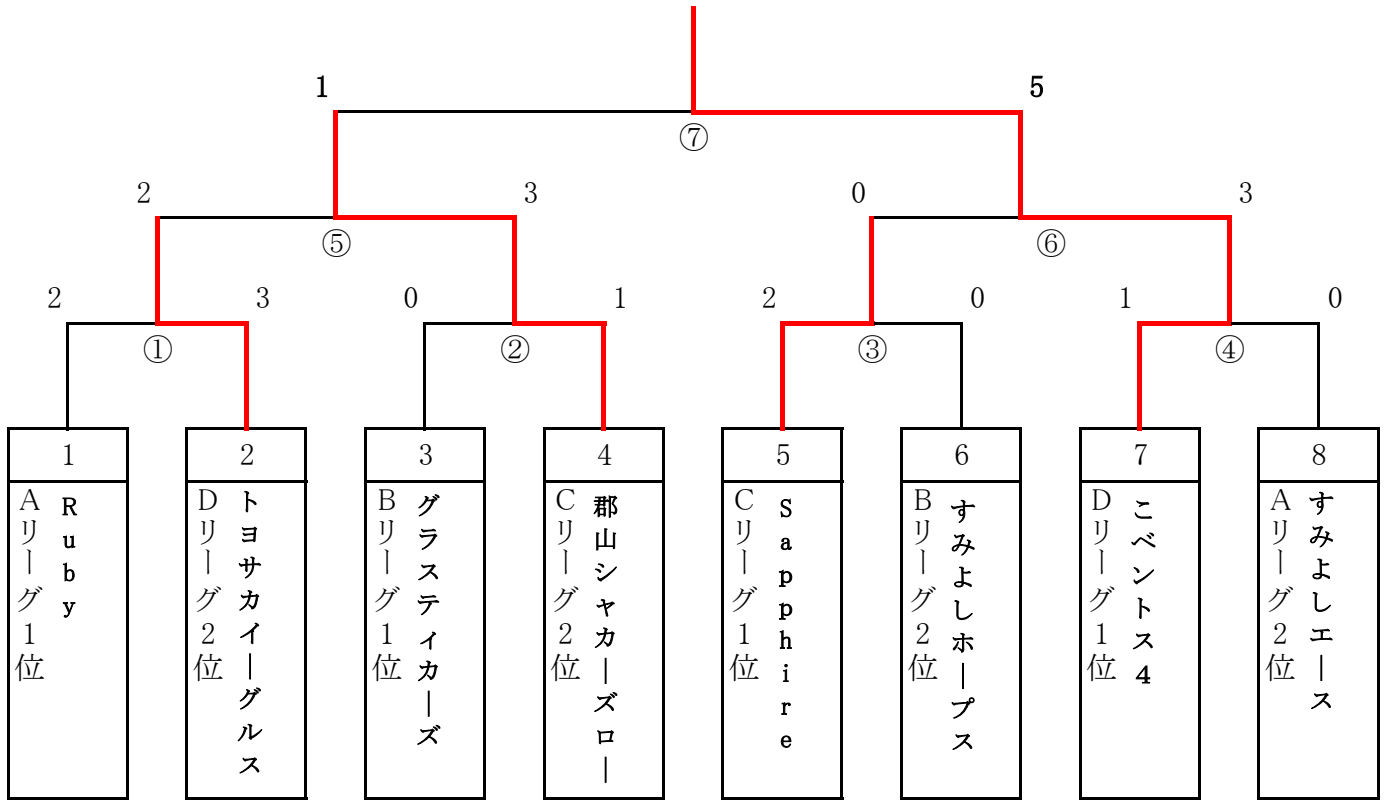 1
5
⑦
2
3
0
3
⑤
⑥
2
3
0
1
2
0
1
0
①
②
③
④
1
Aリーグ1位
Ruby
2
Dリーグ2位
トヨサカイーグルス
3
Bリーグ1位
グラスティカーズ
4
Cリーグ2位
郡山シャカーズロー
5
Cリーグ1位
Sapphire
6
Bリーグ2位
すみよしホープス
7
Dリーグ1位
こベントス4
8
Aリーグ2位
すみよしエース